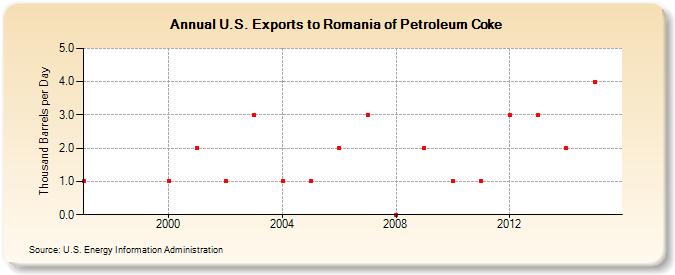 Annual U.S. Exports to Romania of Petroleum Coke
Thousand Barrels per Day
5.0
4.0
3.0
2.0
1.0
0.0
2000 2004 2008 2012
Source: U.S. Energy Information Administration